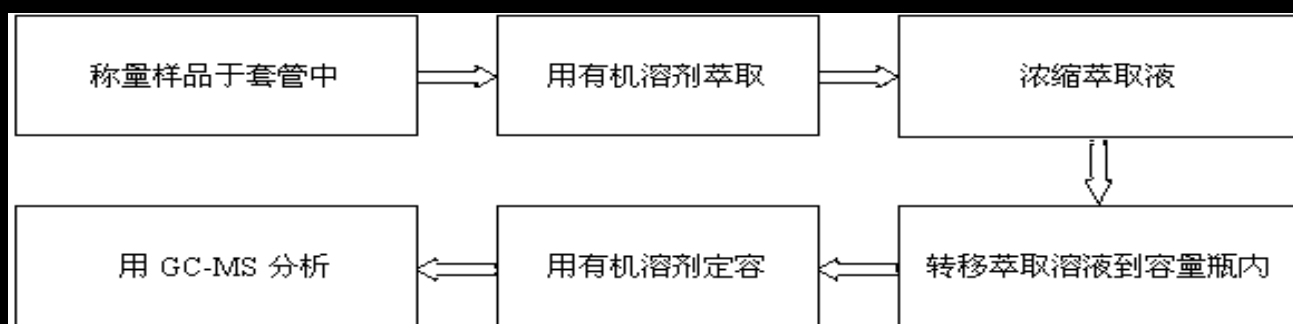 称量样品于套管中
用有机溶剂萃取
浓缩萃取液
转移萃取溶液到容量瓶内
用有机溶剂定容
用 GC-MS 分析